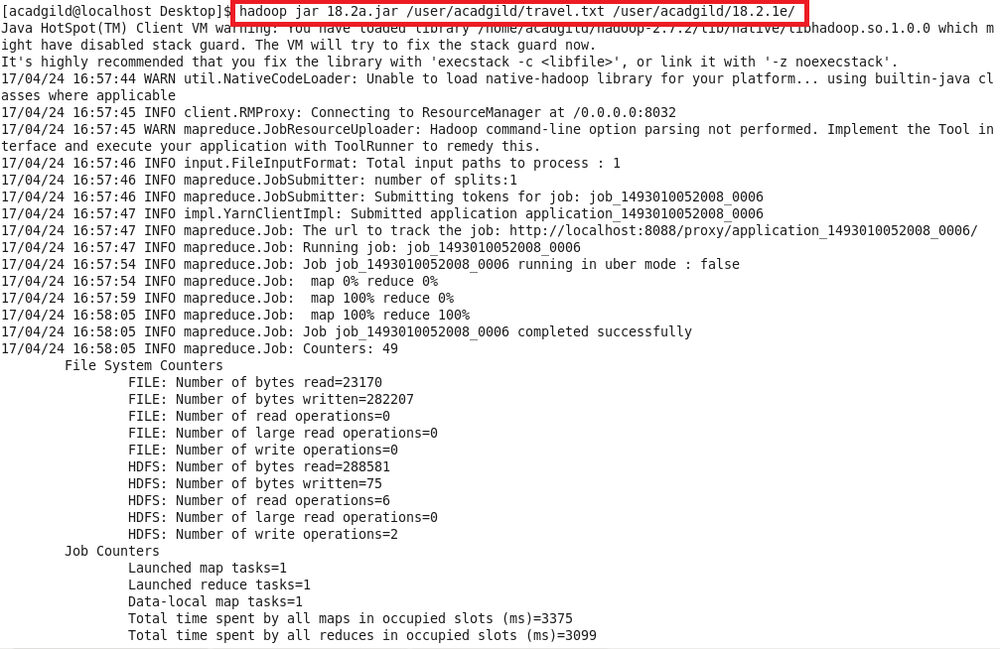 [acadgild@localhost Desktop]$ hadoop jar 18.2a.jar /user/acadgild/travel.txt /user/acadgild/18.2.1e/
Java HotSpot(TM) Client VM warning: You have loaded library /home/acadgild/hadoop-2.7.2/lib/native/libhadoop.so.1.0.0 which m
ight have disabled stack guard. The VM will try to fix the stack guard now.
It's highly recommended that you fix the library with 'execstack -c <libfile>', or link it with '-z noexecstack'.
17/04/24 16:57:44 WARN util.NativeCodeLoader: Unable to load native-hadoop library for your platform... using builtin-java cl
asses where applicable
17/04/24 16:57:45 INFO client.RMProxy: Connecting to ResourceManager at /0.0.0.0:8032
17/04/24 16:57:45 WARN mapreduce.JobResourceUploader: Hadoop command-line option parsing not performed. Implement the Tool in
terface and execute your application with ToolRunner to remedy this.
17/04/24 16:57:46 INFO input.FileInputFormat: Total input paths to process : 1
17/04/24 16:57:46 INFO mapreduce.JobSubmitter: number of splits:1
17/04/24 16:57:46 INFO mapreduce.JobSubmitter: Submitting tokens for job: job_1493010052008_0006
17/04/24 16:57:47 INFO impl.YarnClientImpl: Submitted application application_1493010052008_0006
17/04/24 16:57:47 INFO mapreduce.Job: The url to track the job: http://localhost:8088/proxy/application_1493010052008_0006/
17/04/24 16:57:47 INFO mapreduce.Job: Running job: job_1493010052008_0006
17/04/24 16:57:54 INFO mapreduce.Job: Job job_1493010052008_0006 running in uber mode : false
17/04/24 16:57:54 INFO mapreduce.Job:  map 0% reduce 0%
17/04/24 16:57:59 INFO mapreduce.Job:  map 100% reduce 0%
17/04/24 16:58:05 INFO mapreduce.Job:  map 100% reduce 100%
17/04/24 16:58:05 INFO mapreduce.Job: Job job_1493010052008_0006 completed successfully
17/04/24 16:58:05 INFO mapreduce.Job: Counters: 49
File System Counters
FILE: Number of bytes read=23170
FILE: Number of bytes written=282207
FILE: Number of read operations=0
FILE: Number of large read operations=0
FILE: Number of write operations=0
HDFS: Number of bytes read=288581
HDFS: Number of bytes written=75
HDFS: Number of read operations=6
HDFS: Number of large read operations=0
HDFS: Number of write operations=2
Job Counters
Launched map tasks=1
Launched reduce tasks=1
Data-local map tasks=1
Total time spent by all maps in occupied slots (ms)=3375
Total time spent by all reduces in occupied slots (ms)=3099